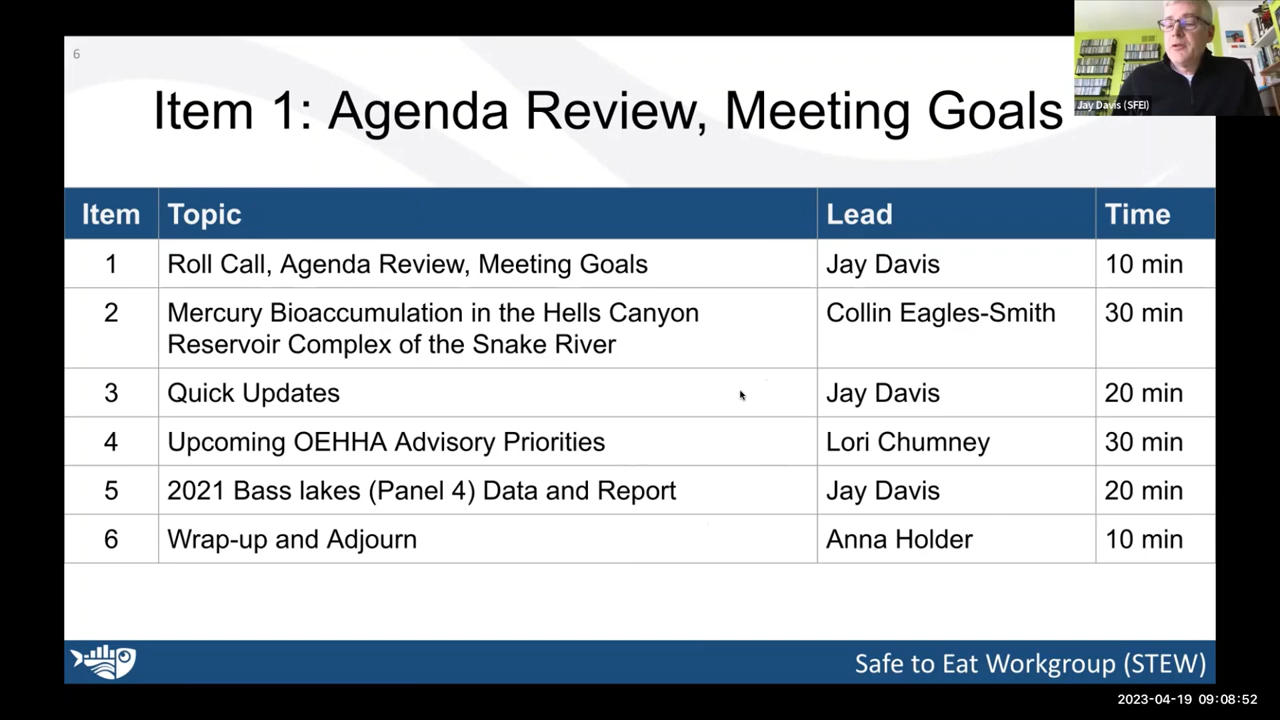 6
Jay Davis (SFEI)
Item 1: Agenda Review, Meeting Goals
Item Topic Lead Time
1 Roll Call, Agenda Review, Meeting Goals Jay Davis 10 min
2 Mercury Bioaccumulation in the Hells Canyon Collin Eagles-Smith 30 min
Reservoir Complex of the Snake River
3 Quick Updates Jay Davis 20 min
4 Upcoming OEHHA Advisory Priorities Lori Chumney 30 min
5 2021 Bass lakes (Panel 4) Data and Report Jay Davis 20 min
6 Wrap-up and Adjourn Anna Holder 10 min
Safe to Eat Workgroup (STEW)
2023-04-19 09:08:52